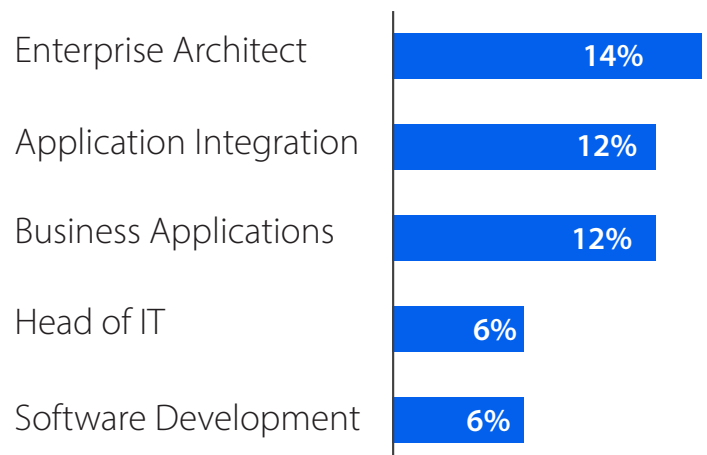 Enterprise Architect 14%
Application Integration 12%
Business Applications 12%
Head of IT 6%
Software Development 6%